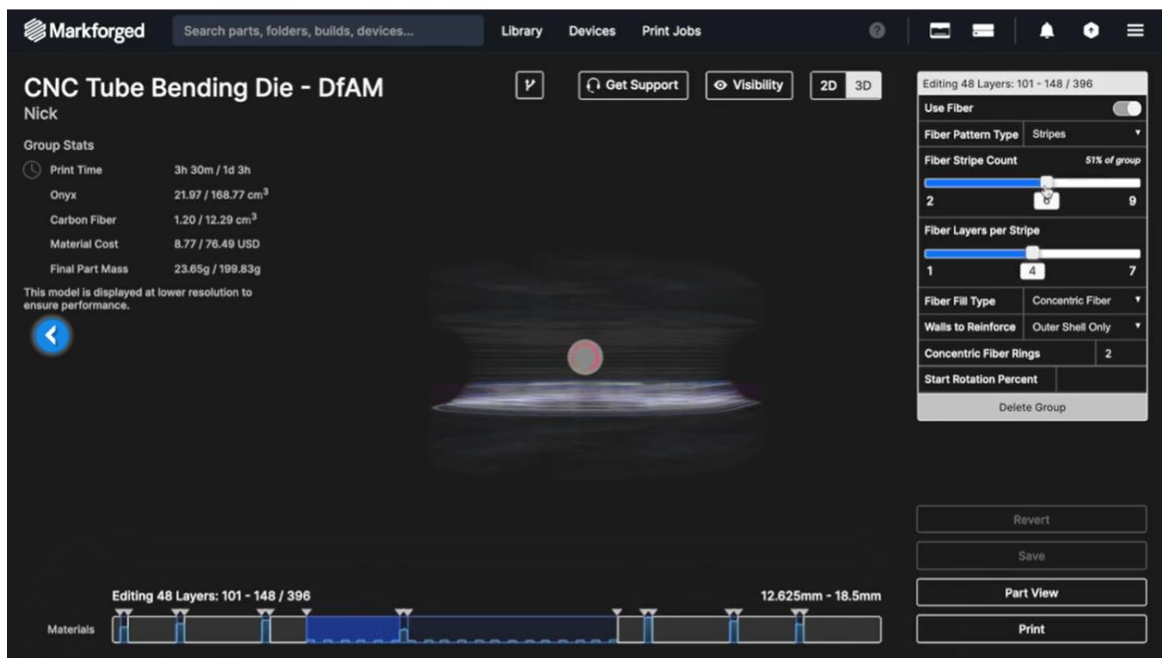 Markforged
Search parts, folders, builds, devices...
Library
Devices
Print Jobs
?
CNC Tube Bending Die - DfAM
Nick
Get Support
Visibility
2D
3D
Group Stats
Print Time 3h 30m / 1d 3h
Onyx 21.97 / 168.77 cm³
Carbon Fiber 1.20 / 12.29 cm³
Material Cost 8.77 / 76.49 USD
Final Part Mass 23.65g / 199.83g
This model is displayed at lower resolution to
ensure performance.
Editing 48 Layers: 101 - 148 / 396
Use Fiber
Fiber Pattern Type Stripes
Fiber Stripe Count 51% of group
2 6 9
Fiber Layers per Stripe
1 4 7
Fiber Fill Type Concentric Fiber
Walls to Reinforce Outer Shell Only
Concentric Fiber Rings 2
Start Rotation Percent
Delete Group
Revert
Save
Part View
Print
Editing 48 Layers: 101 - 148 / 396
12.625mm - 18.5mm
Materials